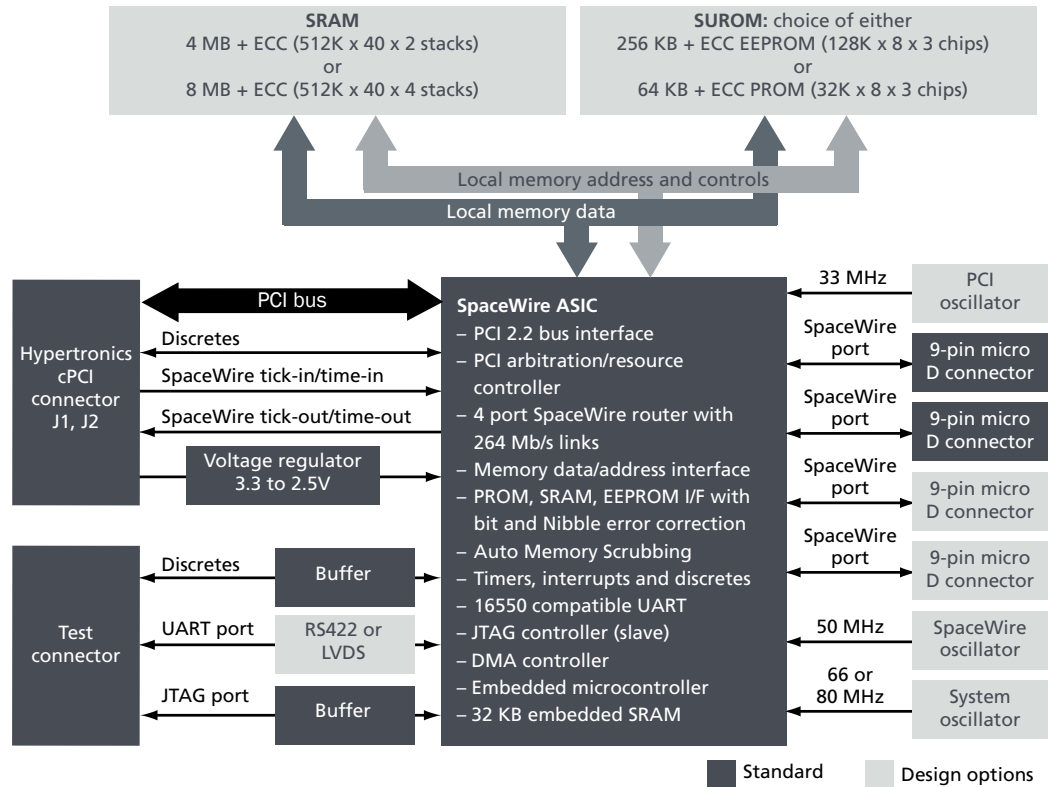 SRAM
4 MB + ECC (512K x 40 x 2 stacks)
or
8 MB + ECC (512K x 40 x 4 stacks)
SUROM: choice of either
256 KB + ECC EEPROM (128K x 8 x 3 chips)
or
64 KB + ECC PROM (32K x 8 x 3 chips)
Local memory address and controls
Local memory data
Hypertronics
cPCI
connector
J1, J2
PCI bus
Discretes
SpaceWire tick-in/time-in
SpaceWire tick-out/time-out
Voltage regulator
3.3 to 2.5V
Test
connector
Discretes
Buffer
UART port
RS422 or
LVDS
JTAG port
Buffer
SpaceWire ASIC
– PCI 2.2 bus interface
– PCI arbitration/resource
controller
– 4 port SpaceWire router with
264 Mb/s links
– Memory data/address interface
– PROM, SRAM, EEPROM I/F with
bit and Nibble error correction
– Auto Memory Scrubbing
– Timers, interrupts and discretes
– 16550 compatible UART
– JTAG controller (slave)
– DMA controller
– Embedded microcontroller
– 32 KB embedded SRAM
33 MHz
PCI
oscillator
SpaceWire
port
9-pin micro
D connector
SpaceWire
port
9-pin micro
D connector
SpaceWire
port
9-pin micro
D connector
SpaceWire
port
9-pin micro
D connector
50 MHz
SpaceWire
oscillator
66 or
80 MHz
System
oscillator
Standard
Design options